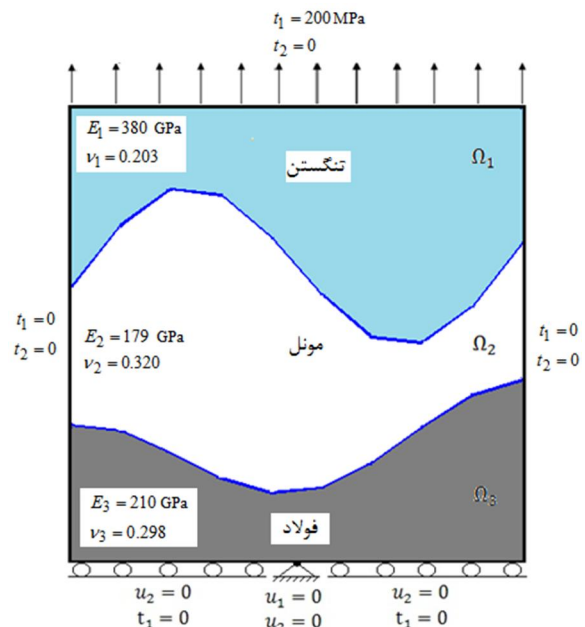 t₁ = 200 MPa
t₂ = 0
E₁ = 380 GPa
ν₁ = 0.203
تنگستن
Ω₁
t₁ = 0
t₂ = 0
E₂ = 179 GPa
ν₂ = 0.320
مونل
Ω₂
t₁ = 0
t₂ = 0
E₃ = 210 GPa
ν₃ = 0.298
فولاد
Ω₃
u₂ = 0
t₁ = 0
u₁ = 0
u₂ = 0
u₂ = 0
t₁ = 0